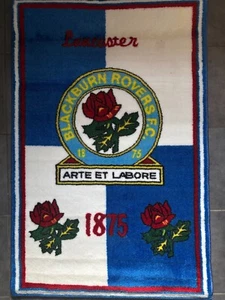 BLACKBURN ROVERS F.C.
18 75
ARTE ET LABORE
1875